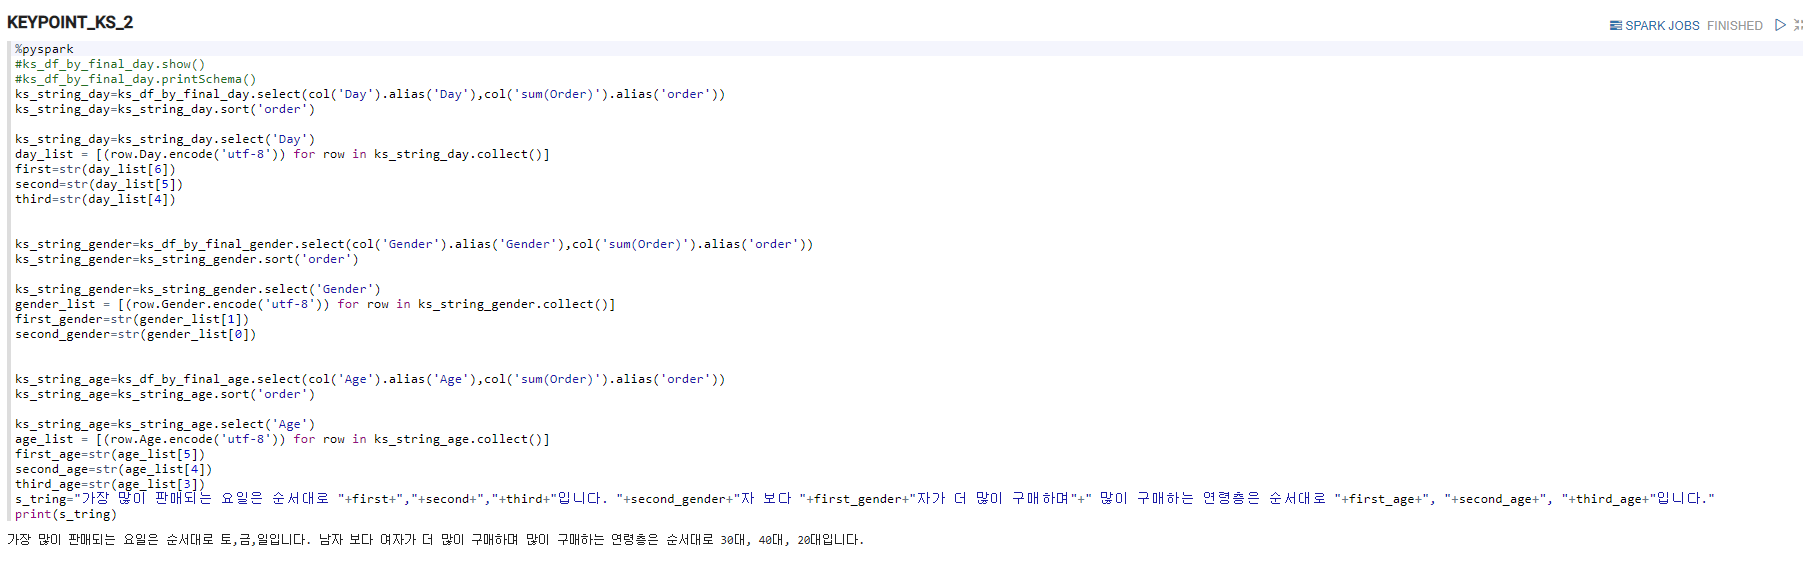 KEYPOINT_KS_2
SPARK JOBS FINISHED
%pyspark
#ks_df_by_final_day.show()
#ks_df_by_final_day.printSchema()
ks_string_day=ks_df_by_final_day.select(col('Day').alias('Day'),col('sum(Order)').alias('order'))
ks_string_day=ks_string_day.sort('order')
ks_string_day=ks_string_day.select('Day')
day_list = [(row.Day.encode('utf-8')) for row in ks_string_day.collect()]
first=str(day_list[6])
second=str(day_list[5])
third=str(day_list[4])
ks_string_gender=ks_df_by_final_gender.select(col('Gender').alias('Gender'),col('sum(Order)').alias('order'))
ks_string_gender=ks_string_gender.sort('order')
ks_string_gender=ks_string_gender.select('Gender')
gender_list = [(row.Gender.encode('utf-8')) for row in ks_string_gender.collect()]
first_gender=str(gender_list[1])
second_gender=str(gender_list[0])
ks_string_age=ks_df_by_final_age.select(col('Age').alias('Age'),col('sum(Order)').alias('order'))
ks_string_age=ks_string_age.sort('order')
ks_string_age=ks_string_age.select('Age')
age_list = [(row.Age.encode('utf-8')) for row in ks_string_age.collect()]
first_age=str(age_list[5])
second_age=str(age_list[4])
third_age=str(age_list[3])
s_tring="가장 많이 판매되는 요일은 순서대로 "+first+","+second+","+third+"입니다. "+second_gender+"자 보다 "+first_gender+"자가 더 많이 구매하며"+" 많이 구매하는 연령층은 순서대로 "+first_age+", "+second_age+", "+third_age+"입니다."
print(s_tring)
가장 많이 판매되는 요일은 순서대로 토,금,일입니다. 남자 보다 여자가 더 많이 구매하며 많이 구매하는 연령층은 순서대로 30대, 40대, 20대입니다.